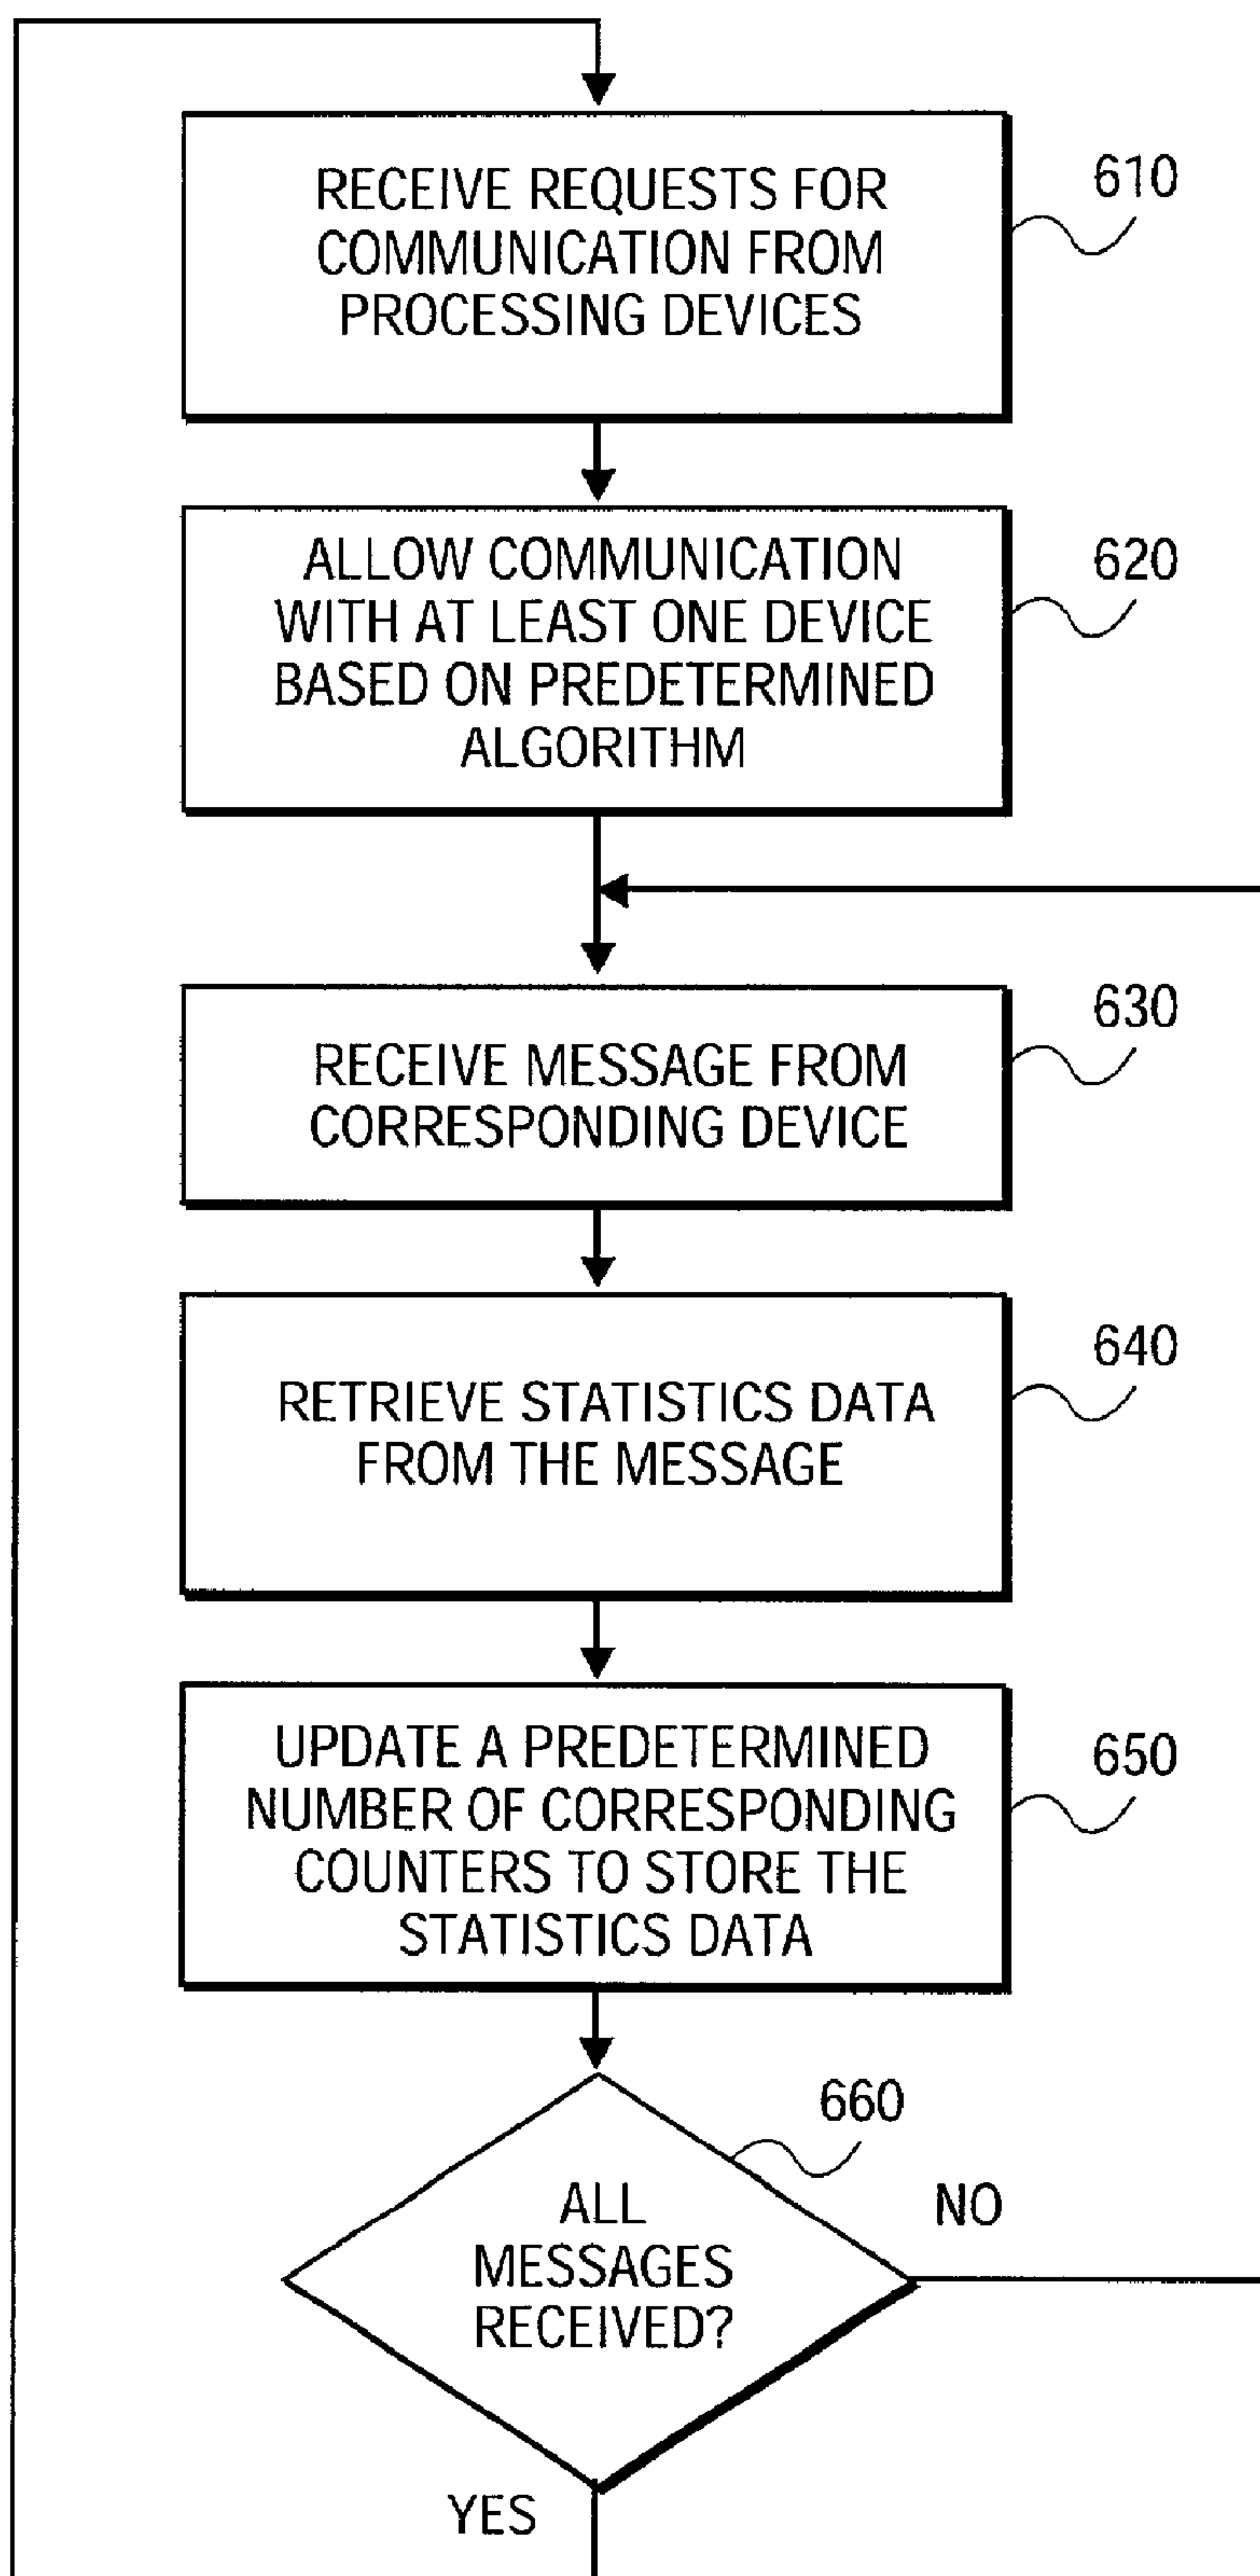 RECEIVE REQUESTS FOR
COMMUNICATION FROM
PROCESSING DEVICES
610
ALLOW COMMUNICATION
WITH AT LEAST ONE DEVICE
BASED ON PREDETERMINED
ALGORITHM
620
RECEIVE MESSAGE FROM
CORRESPONDING DEVICE
630
RETRIEVE STATISTICS DATA
FROM THE MESSAGE
640
UPDATE A PREDETERMINED
NUMBER OF CORRESPONDING
COUNTERS TO STORE THE
STATISTICS DATA
650
660
ALL
MESSAGES
RECEIVED?
NO
YES